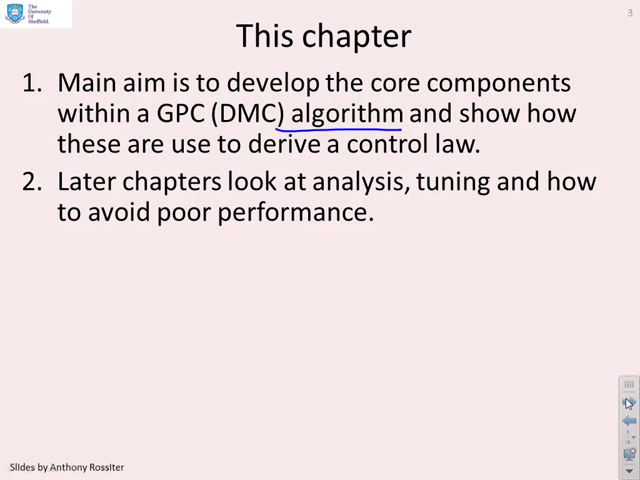 The
University
Of
Sheffield.
3
This chapter
1. Main aim is to develop the core components
within a GPC (DMC) algorithm and show how
these are use to derive a control law.
2. Later chapters look at analysis, tuning and how
to avoid poor performance.
Slides by Anthony Rossiter